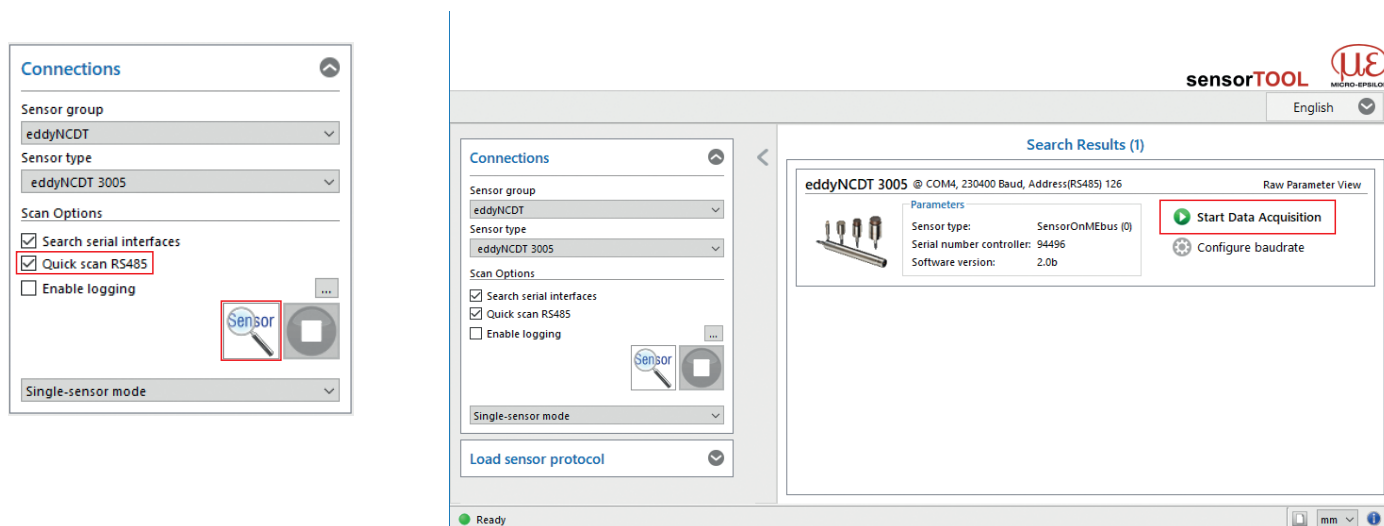 Connections
Sensor group
eddyNCDT
Sensor type
eddyNCDT 3005
Scan Options
Search serial interfaces
Quick scan RS485
Enable logging
...
Sensor
Single-sensor mode
sensorTOOL
με
MICRO-EPSILO
English
Connections
Sensor group
eddyNCDT
Sensor type
eddyNCDT 3005
Scan Options
Search serial interfaces
Quick scan RS485
Enable logging
...
Sensor
Single-sensor mode
Load sensor protocol
Search Results (1)
eddyNCDT 3005 @ COM4, 230400 Baud, Address(RS485) 126
Raw Parameter View
Parameters
Sensor type: SensorOnMEbus (0)
Serial number controller: 94496
Software version: 2.0b
Start Data Acquisition
Configure baudrate
Ready
mm